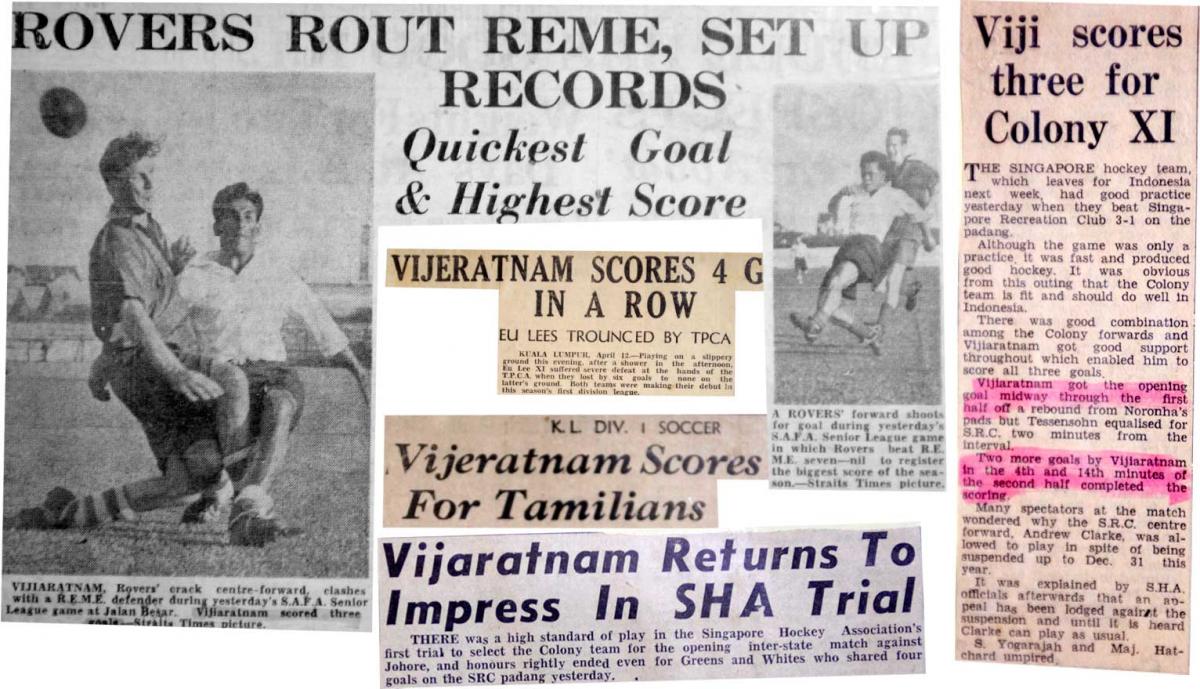 ROVERS ROUT REME, SET UP
RECORDS
Quickest Goal
& Highest Score
VIJIARATNAM, Rovers' crack centre-forward, clashes
with a R.E.M.E. defender during yesterday's S.A.F.A. Senior
League game at Jalan Besar. Vijiaratnam scored three
goals.—Straits Times picture.
A ROVERS' forward shoots
for goal during yesterday's
S.A.F.A. Senior League game
in which Rovers beat R.E.
M.E. seven—nil to register
the biggest score of the sea-
son.—Straits Times picture.
VIJERATNAM SCORES 4 G
IN A ROW
EU LEES TROUNCED BY TPCA
KUALA LUMPUR, April 12.—Playing on a slippery
ground this evening, after a shower in the afternoon,
Eu Lee XI suffered severe defeat at the hands of the
T.P.C.A. when they lost by six goals to none on the
latter's ground. Both teams were making their debut in
this season's first division league.
K.L. DIV. 1 SOCCER
Vijeratnam Scores
For Tamilians
Vijaratnam Returns To
Impress In SHA Trial
THERE was a high standard of play in the Singapore Hockey Association's
first trial to select the Colony team for the opening inter-state match against
Johore, and honours rightly ended even for Greens and Whites who shared four
goals on the SRC padang yesterday.
Viji scores
three for
Colony XI
THE SINGAPORE hockey team,
which leaves for Indonesia
next week, had good practice
yesterday when they beat Singa-
pore Recreation Club 3-1 on the
padang.
Although the game was only a
practice, it was fast and produced
good hockey. It was obvious
from this outing that the Colony
team is fit and should do well in
Indonesia.
There was good combination
among the Colony forwards and
Vijiaratnam got good support
throughout which enabled him to
score all three goals.
Vijiaratnam got the opening
goal midway through the first
half off a rebound from Noronha's
pads but Tessensohn equalised for
S.R.C. two minutes from the
interval.
Two more goals by Vijiaratnam
in the 4th and 14th minutes of
the second half completed the
scoring.
Many spectators at the match
wondered why the S.R.C. centre
forward, Andrew Clarke, was al-
lowed to play in spite of being
suspended up to Dec. 31 this
year.
It was explained by S.H.A.
officials afterwards that an ap-
peal has been lodged against the
suspension and until it is heard
Clarke can play as usual.
S. Yogarajah and Maj. Hat-
chard umpired.